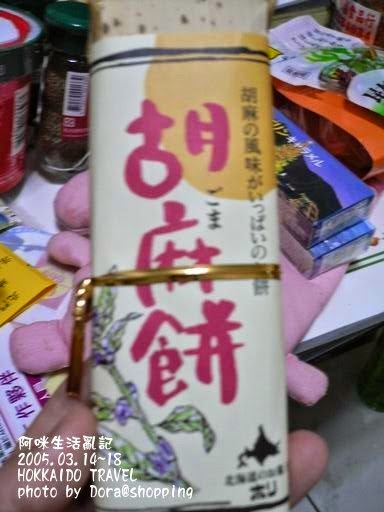 胡麻餅
ごま
胡麻の風味がいっぱいの
餅
北海道のお菓
ホリ
阿咪生活亂記
2005.03.14~18
HOKKAIDO TRAVEL
photo by Dora@shopping